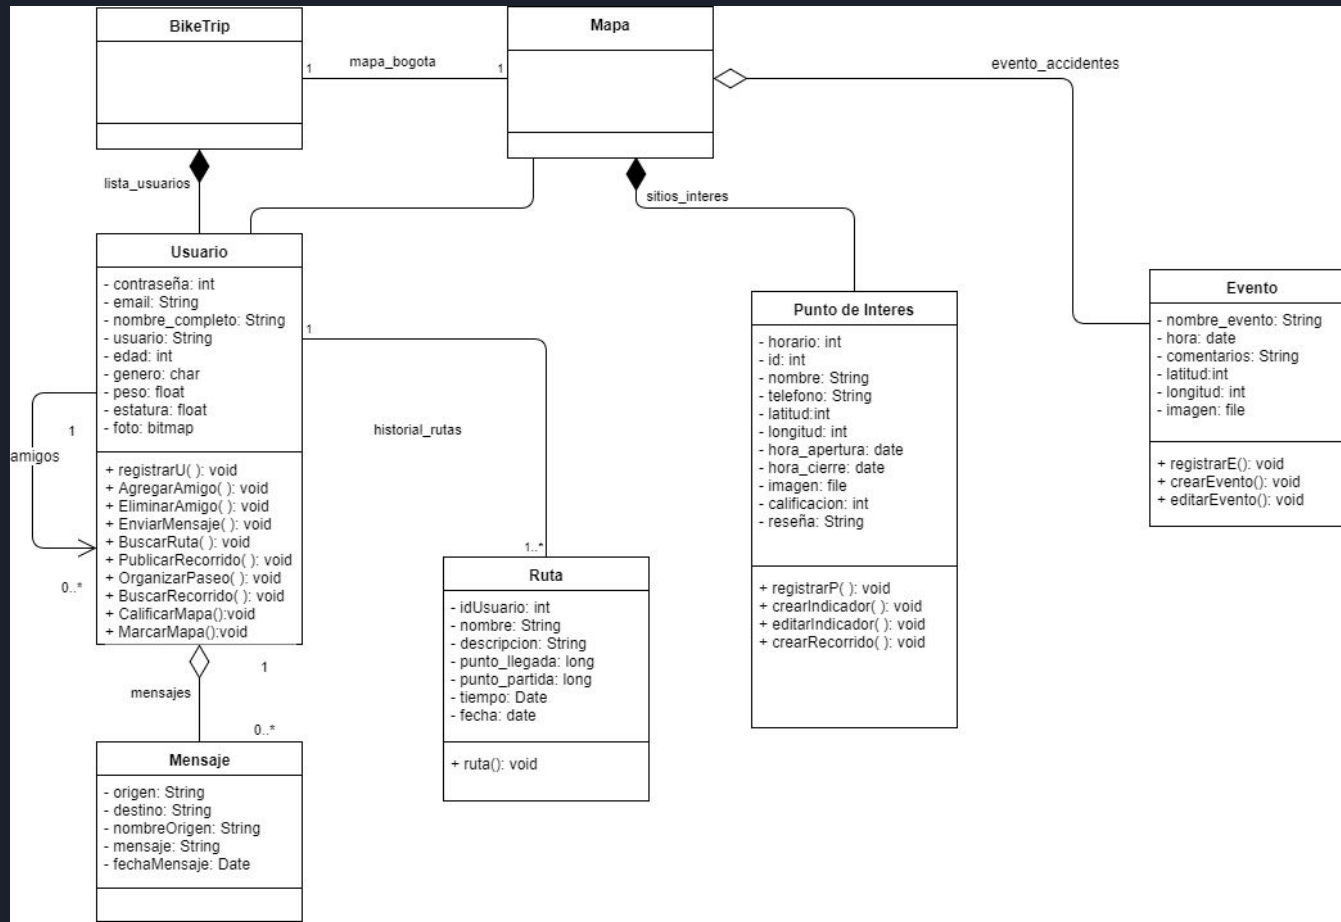 BikeTrip
Mapa
1
mapa_bogota
1
evento_accidentes
lista_usuarios
sitios_interes
Usuario
- contraseña: int
- email: String
- nombre_completo: String
- usuario: String
- edad: int
- genero: char
- peso: float
- estatura: float
- foto: bitmap
+ registrarU( ): void
+ AgregarAmigo( ): void
+ EliminarAmigo( ): void
+ EnviarMensaje( ): void
+ BuscarRuta( ): void
+ PublicarRecorrido( ): void
+ OrganizarPaseo( ): void
+ BuscarRecorrido( ): void
+ CalificarMapa():void
+ MarcarMapa():void
1
amigos
0..*
1
historial_rutas
1..*
Punto de Interes
- horario: int
- id: int
- nombre: String
- telefono: String
- latitud:int
- longitud: int
- hora_apertura: date
- hora_cierre: date
- imagen: file
- calificacion: int
- reseña: String
+ registrarP( ): void
+ crearIndicador( ): void
+ editarIndicador( ): void
+ crearRecorrido( ): void
Evento
- nombre_evento: String
- hora: date
- comentarios: String
- latitud:int
- longitud: int
- imagen: file
+ registrarE(): void
+ crearEvento(): void
+ editarEvento(): void
Ruta
- idUsuario: int
- nombre: String
- descripcion: String
- punto_llegada: long
- punto_partida: long
- tiempo: Date
- fecha: date
+ ruta(): void
1
mensajes
0..*
Mensaje
- origen: String
- destino: String
- nombreOrigen: String
- mensaje: String
- fechaMensaje: Date